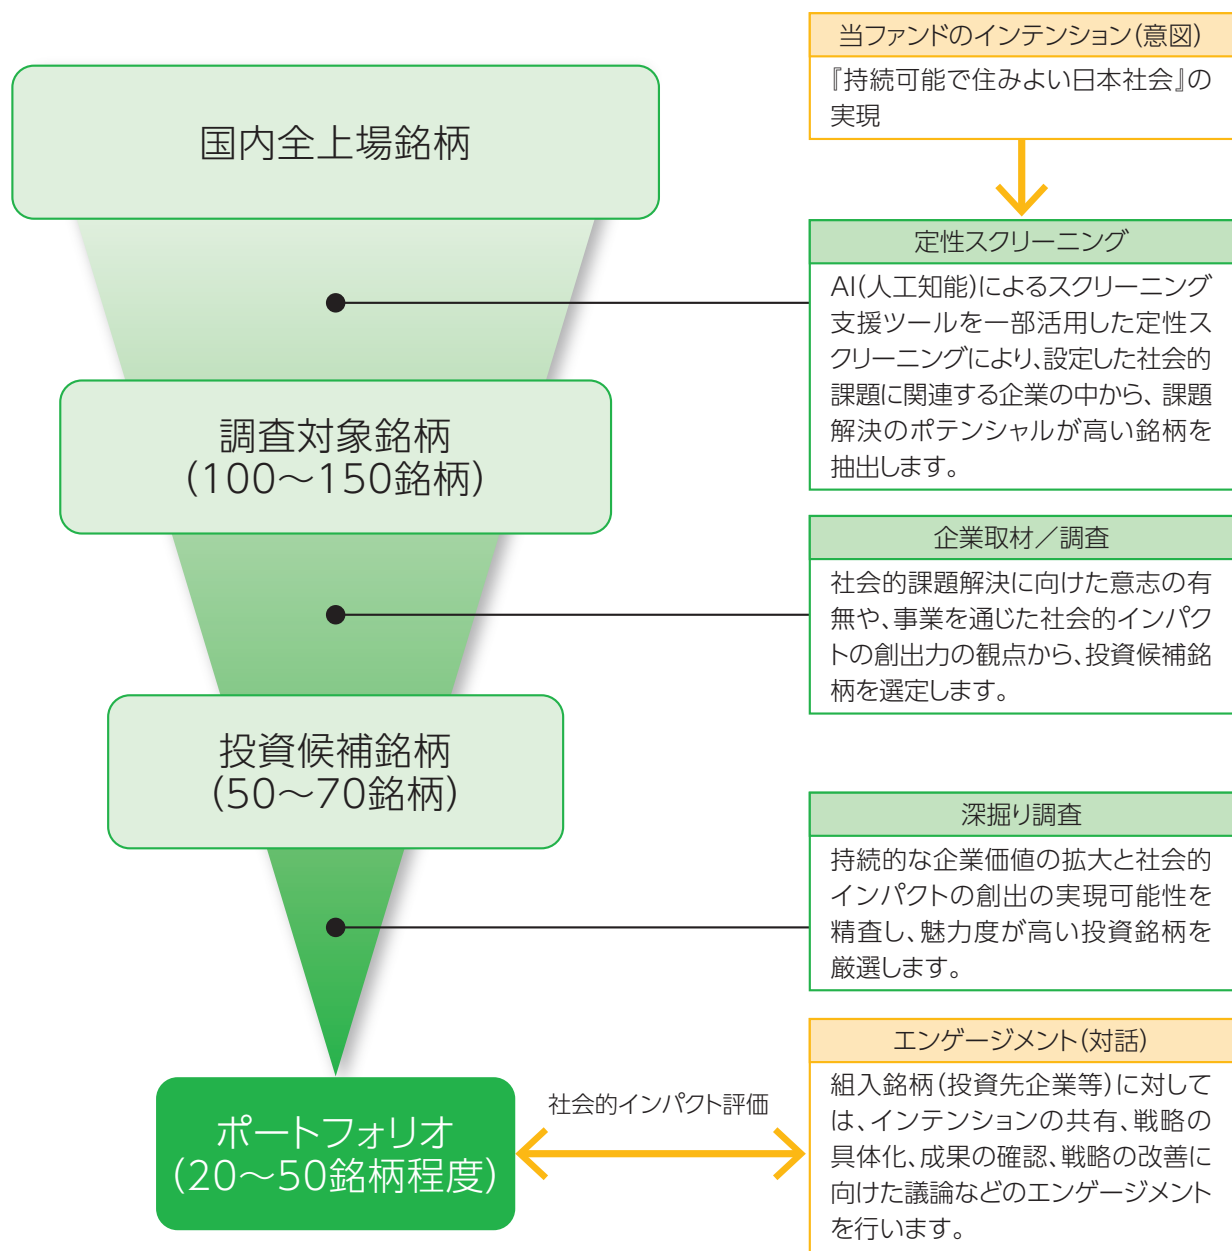 当ファンドのインテンション(意図)
『持続可能で住みよい日本社会』の
実現
国内全上場銘柄
定性スクリーニング
AI(人工知能)によるスクリーニング
支援ツールを一部活用した定性ス
クリーニングにより、設定した社会的
課題に関連する企業の中から、課題
解決のポテンシャルが高い銘柄を
抽出します。
調査対象銘柄
(100～150銘柄)
企業取材／調査
社会的課題解決に向けた意志の有
無や、事業を通じた社会的インパク
トの創出力の観点から、投資候補銘
柄を選定します。
投資候補銘柄
(50～70銘柄)
深掘り調査
持続的な企業価値の拡大と社会的
インパクトの創出の実現可能性を
精査し、魅力度が高い投資銘柄を
厳選します。
ポートフォリオ
(20～50銘柄程度)
社会的インパクト評価
エンゲージメント(対話)
組入銘柄(投資先企業等)に対して
は、インテンションの共有、戦略の
具体化、成果の確認、戦略の改善に
向けた議論などのエンゲージメント
を行います。